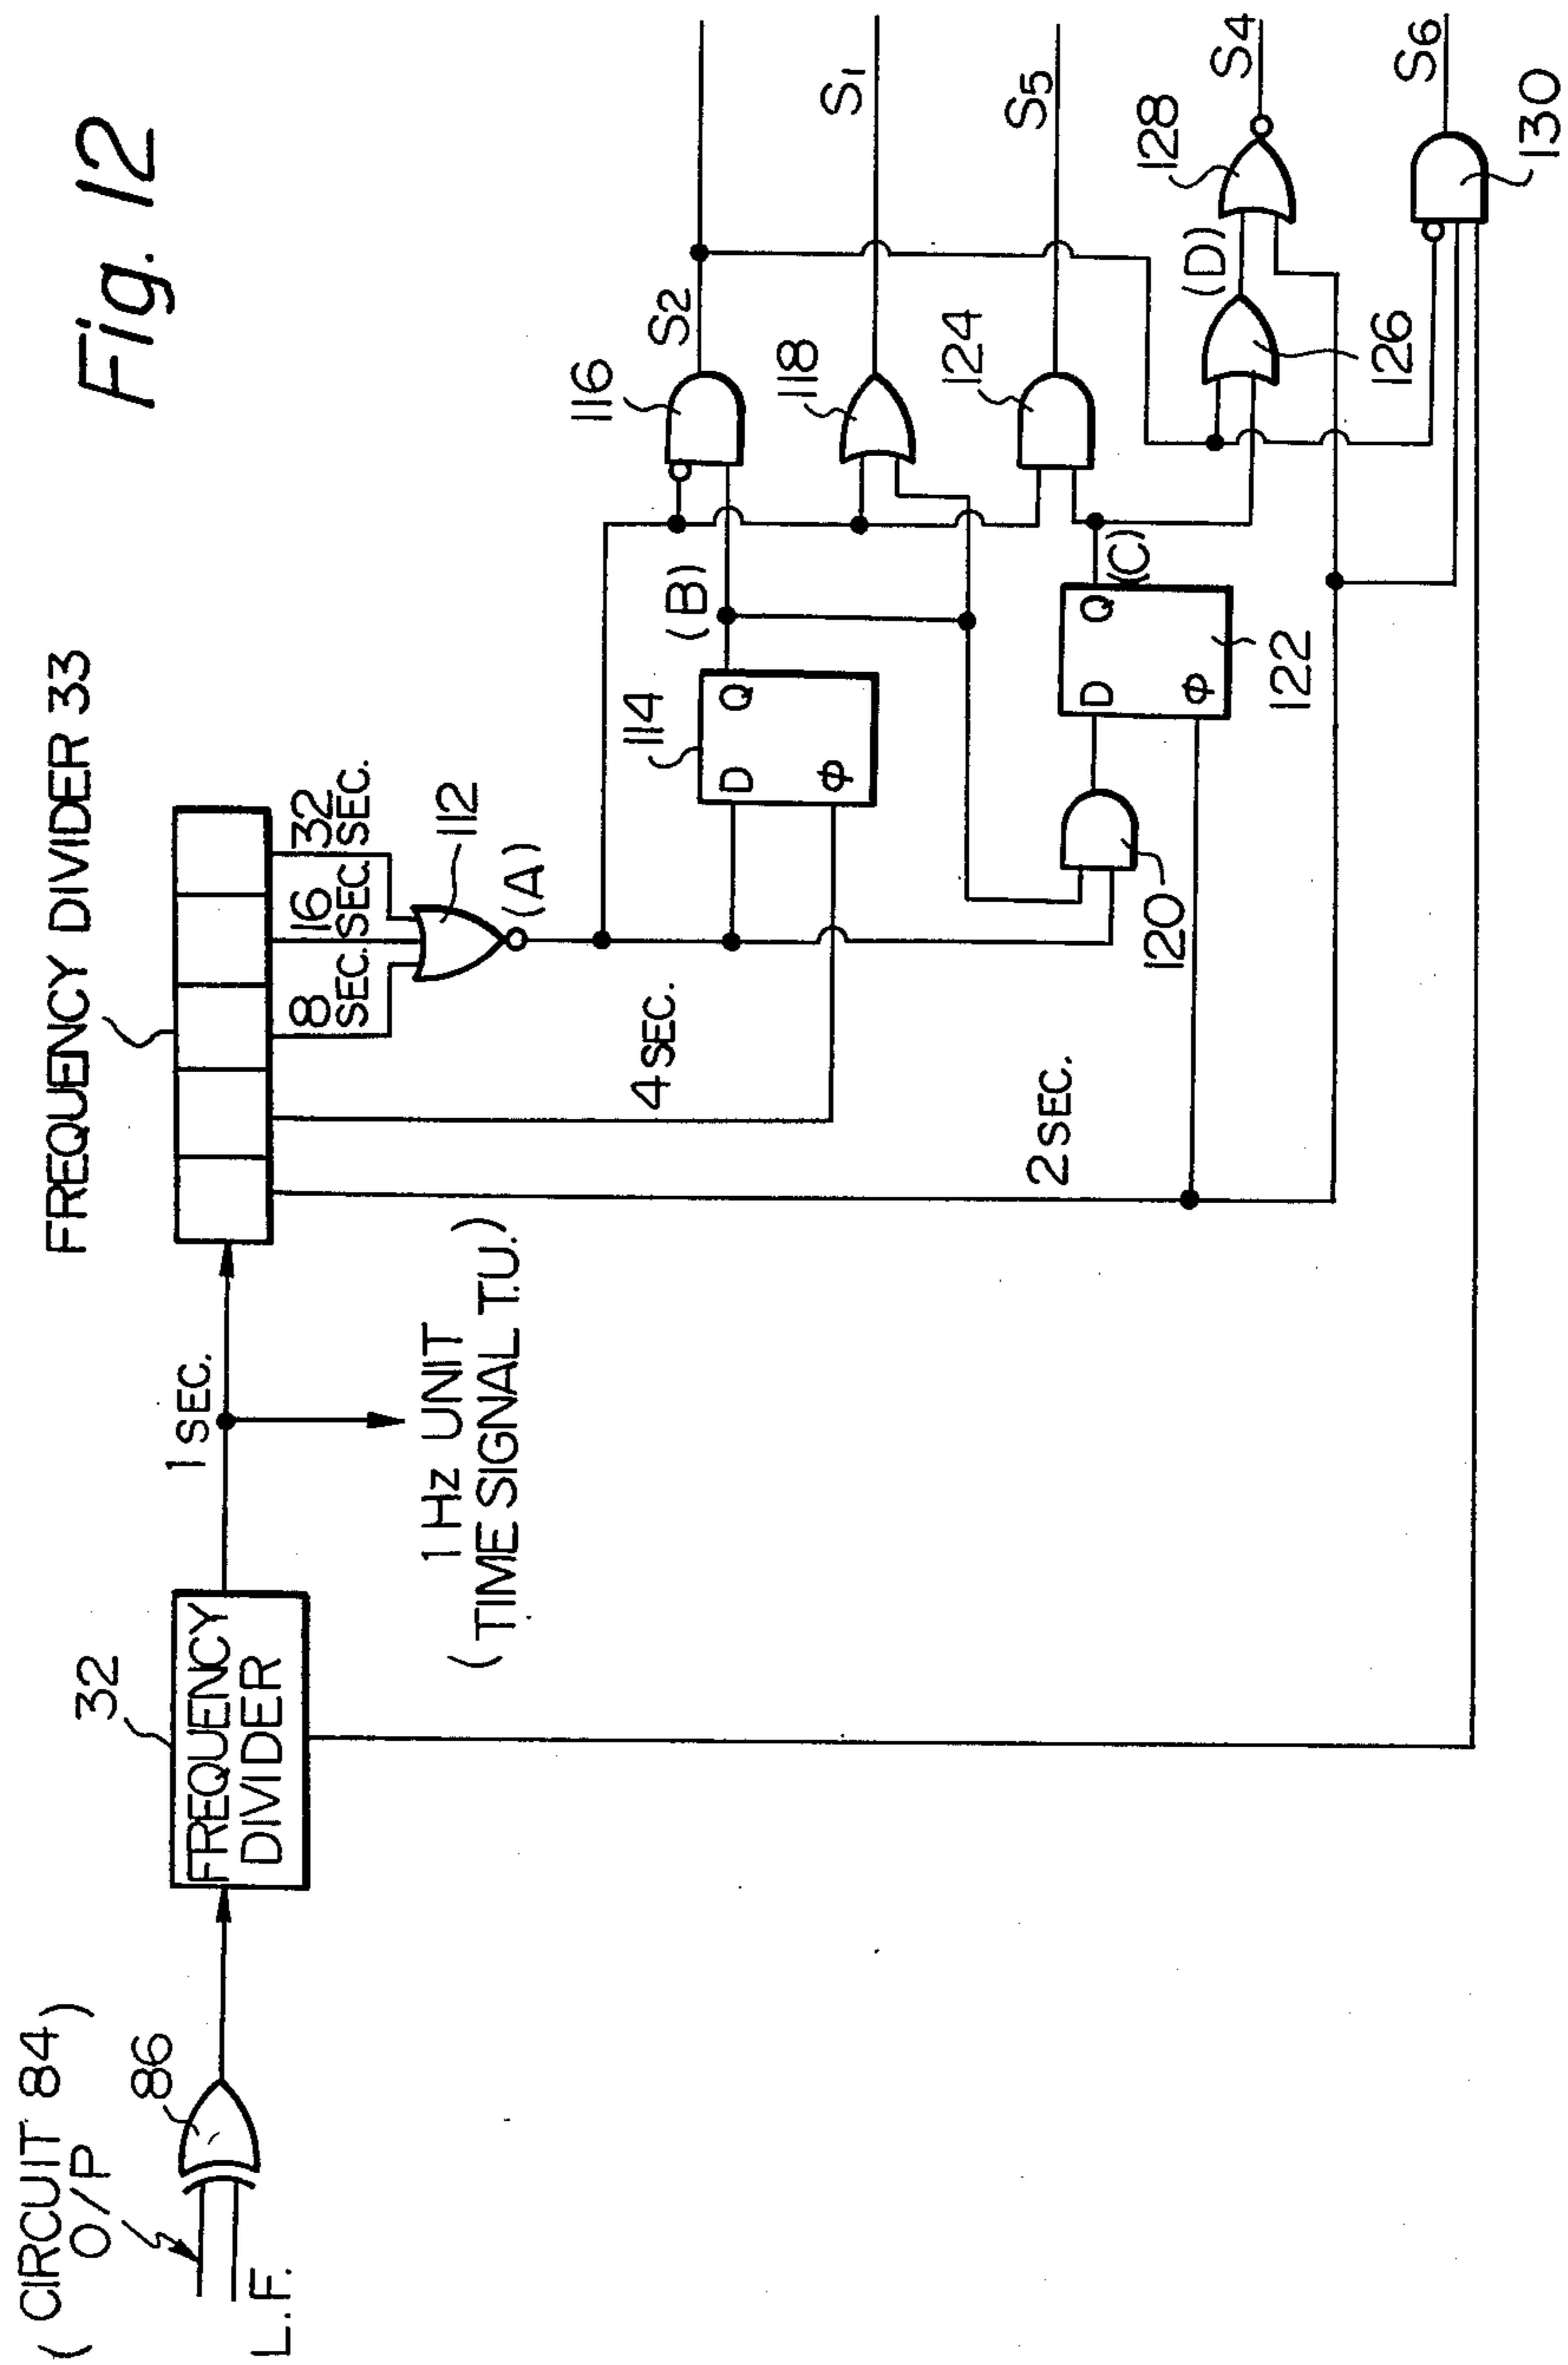 Fig. 12
(CIRCUIT 84)
O/P
L.F.
86
32
FREQUENCY
DIVIDER
1 SEC.
1 Hz UNIT
(TIME SIGNAL T.U.)
FREQUENCY DIVIDER 33
8
SEC.
16
SEC.
32
SEC.
4 SEC.
2 SEC.
112
(A)
114
D
Q
Φ
(B)
116
S2
118
S1
120
D
Q
Φ
122
(C)
124
S5
126
(D)
128
S4
130
S6